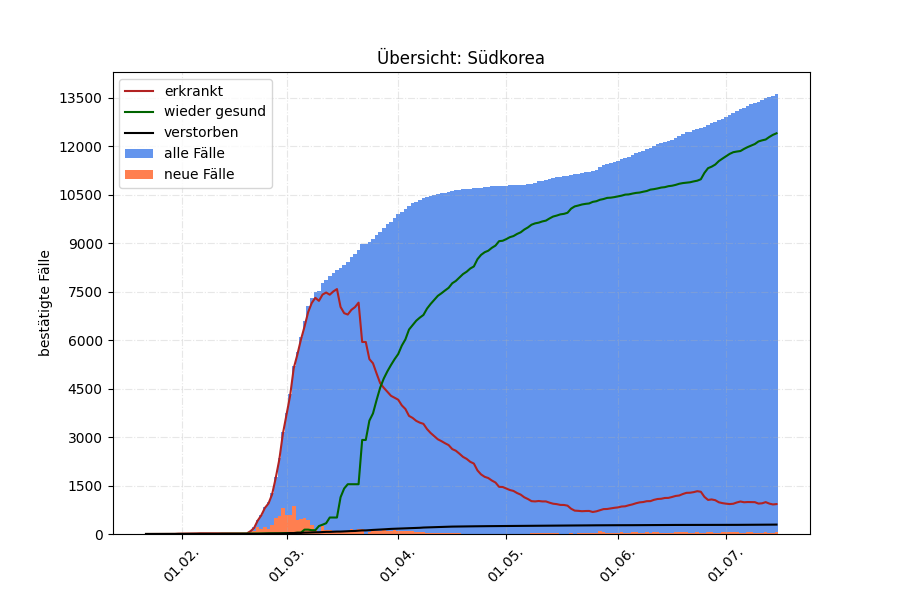 Übersicht: Südkorea
erkrankt
wieder gesund
verstorben
alle Fälle
neue Fälle
bestätigte Fälle
13500
12000
10500
9000
7500
6000
4500
3000
1500
0
01.02.
01.03.
01.04.
01.05.
01.06.
01.07.